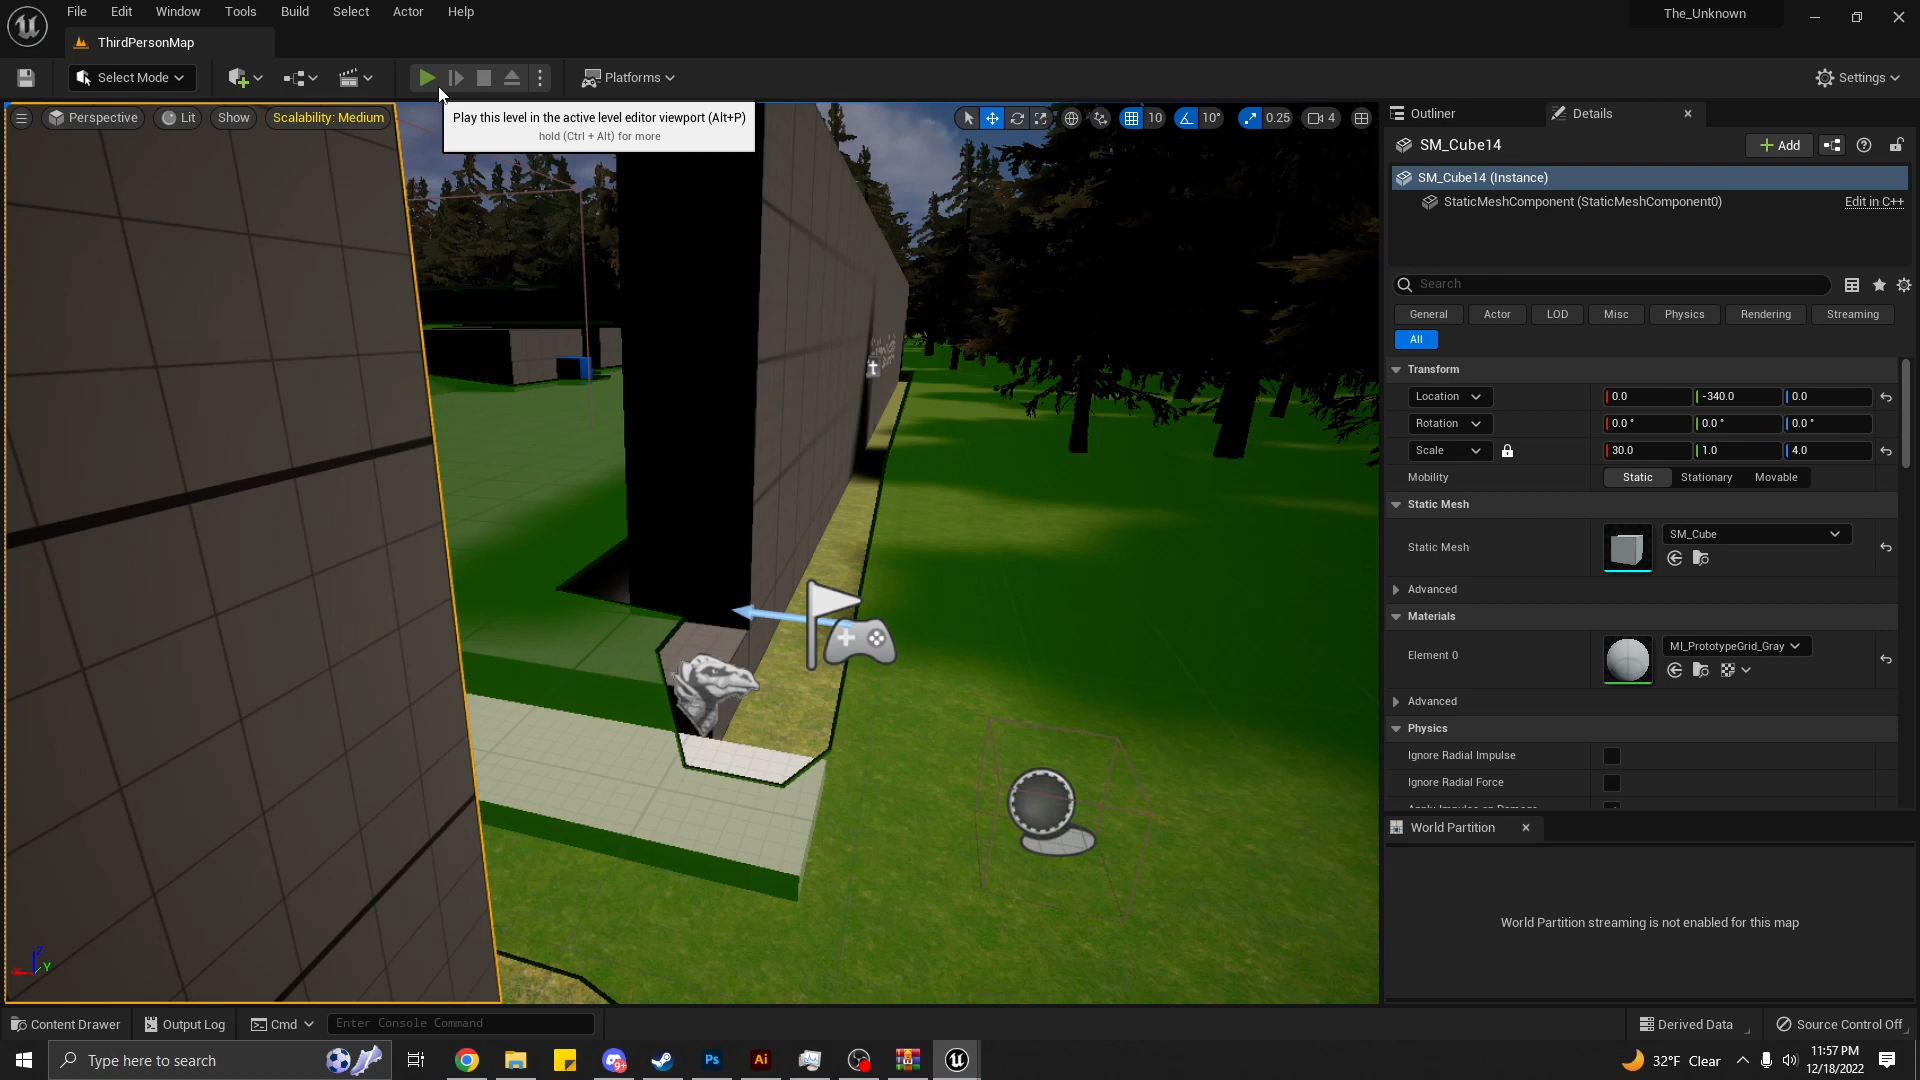 File Edit Window Tools Build Select Actor Help
The_Unknown
ThirdPersonMap
Select Mode
Platforms
Settings
Perspective Lit Show Scalability: Medium
Play this level in the active level editor viewport (Alt+P)
hold (Ctrl + Alt) for more
10 10° 0.25 4
Outliner Details
SM_Cube14
Add
SM_Cube14 (Instance)
StaticMeshComponent (StaticMeshComponent0) Edit in C++
Search
General Actor LOD Misc Physics Rendering Streaming
All
Transform
Location 0.0 -340.0 0.0
Rotation 0.0 ° 0.0 ° 0.0 °
Scale 30.0 1.0 4.0
Mobility Static Stationary Movable
Static Mesh
Static Mesh SM_Cube
Advanced
Materials
Element 0 MI_PrototypeGrid_Gray
Advanced
Physics
Ignore Radial Impulse
Ignore Radial Force
World Partition
World Partition streaming is not enabled for this map
Z
X Y
Content Drawer Output Log Cmd Enter Console Command Derived Data Source Control Off
Type here to search
9+
Ps Ai
32°F Clear
11:57 PM
12/18/2022